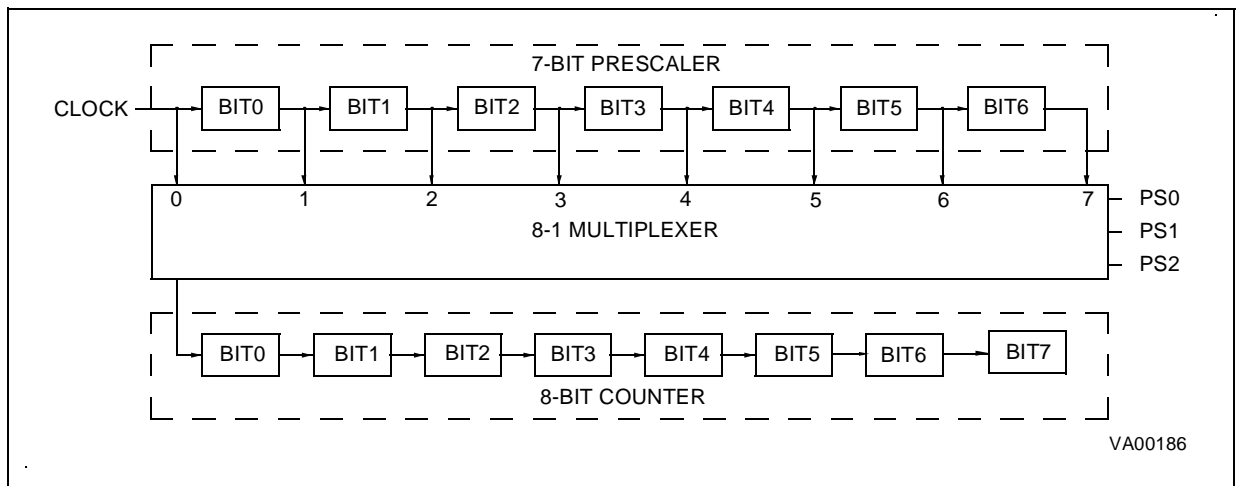 7-BIT PRESCALER
CLOCK BIT0 BIT1 BIT2 BIT3 BIT4 BIT5 BIT6
0 1 2 3 4 5 6 7 PS0
8-1 MULTIPLEXER PS1
PS2
BIT0 BIT1 BIT2 BIT3 BIT4 BIT5 BIT6 BIT7
8-BIT COUNTER
VA00186